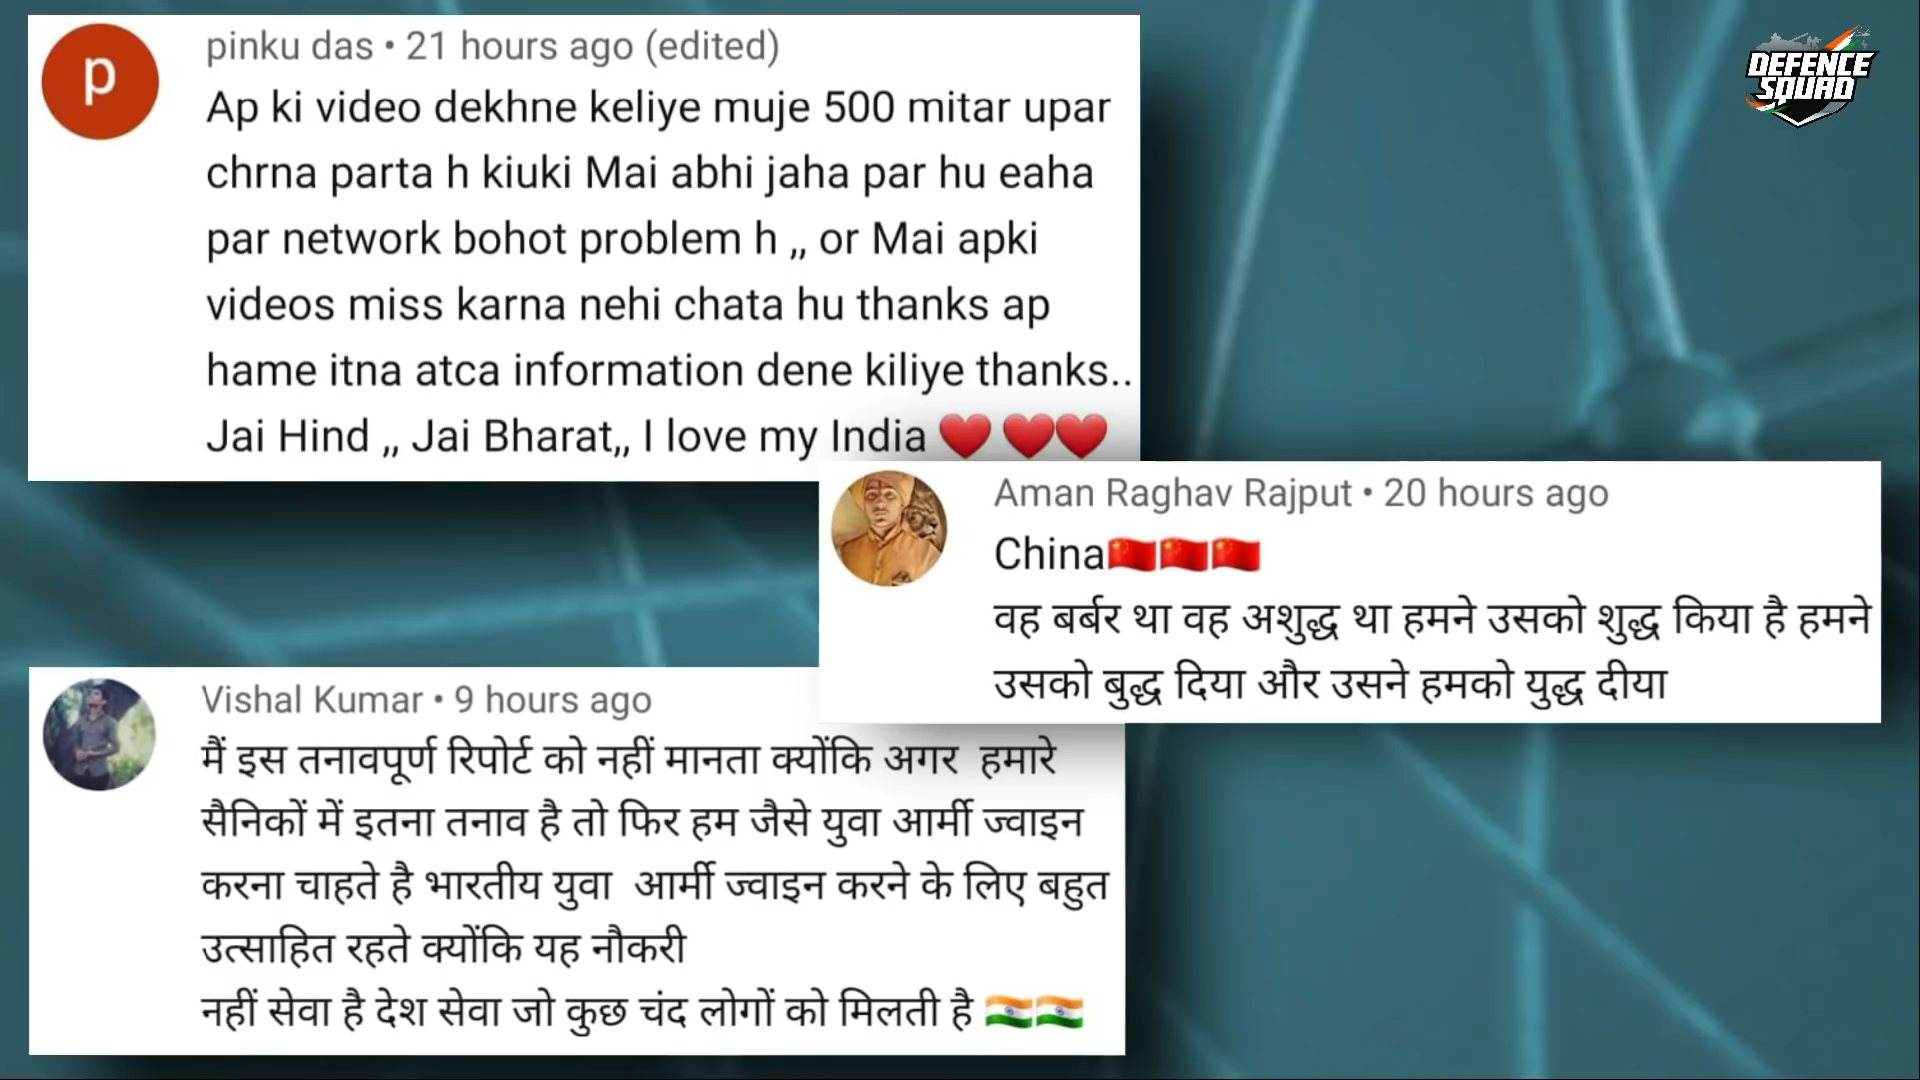 pinku das • 21 hours ago (edited)
Ap ki video dekhne keliye muje 500 mitar upar
chrna parta h kiuki Mai abhi jaha par hu eaha
par network bohot problem h ,, or Mai apki
videos miss karna nehi chata hu thanks ap
hame itna atca information dene kiliye thanks..
Jai Hind ,, Jai Bharat,, I love my India ❤️ ❤️❤️
p
DEFENCE
SQUAD
Aman Raghav Rajput • 20 hours ago
China🇨🇳🇨🇳🇨🇳
वह बर्बर था वह अशुद्ध था हमने उसको शुद्ध किया है हमने
उसको बुद्ध दिया और उसने हमको युद्ध दीया
Vishal Kumar • 9 hours ago
मैं इस तनावपूर्ण रिपोर्ट को नहीं मानता क्योंकि अगर हमारे
सैनिकों में इतना तनाव है तो फिर हम जैसे युवा आर्मी ज्वाइन
करना चाहते है भारतीय युवा आर्मी ज्वाइन करने के लिए बहुत
उत्साहित रहते क्योंकि यह नौकरी
नहीं सेवा है देश सेवा जो कुछ चंद लोगों को मिलती है 🇮🇳🇮🇳